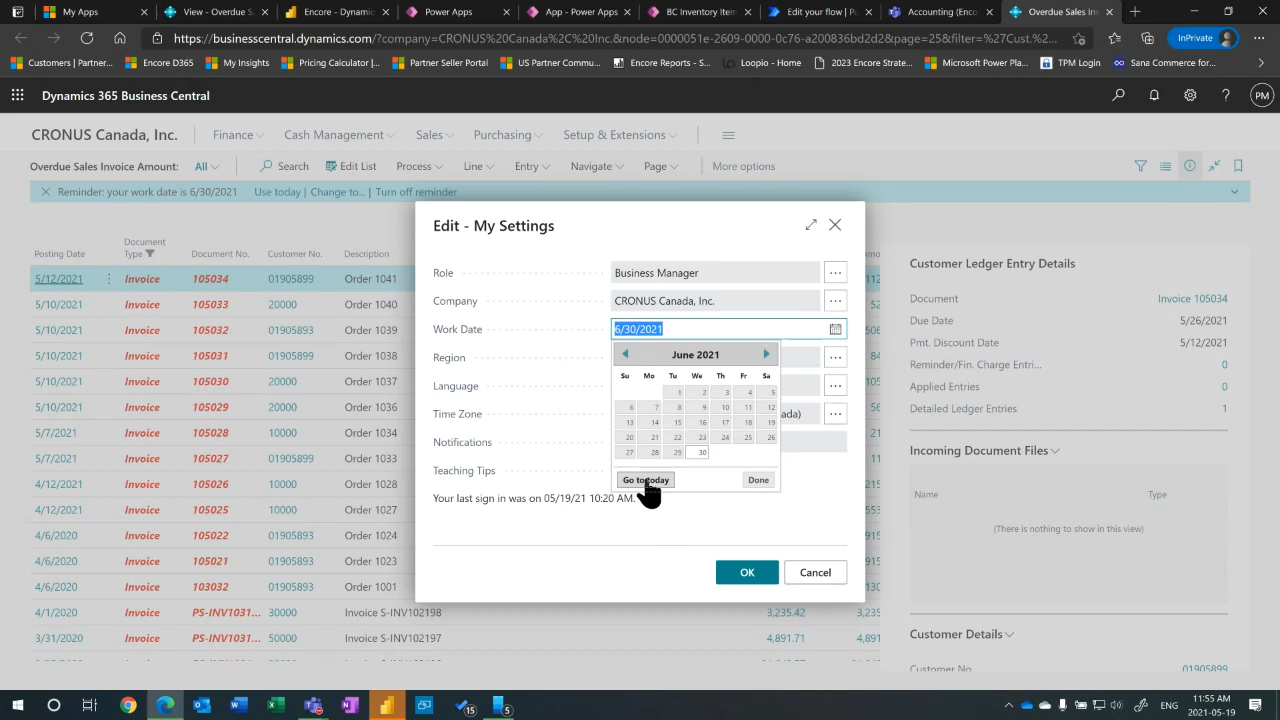 My Apps
View - Overdue Sa
Encore - Dynamic
Power Apps
App - Power Apps
BC Inventory Item
Edit your flow | Po
Accounting (Enco
Overdue Sales Inv
https://businesscentral.dynamics.com/?company=CRONUS%20Canada%2C%20Inc.&node=0000051e-2609-0000-0c76-a200836bd2d2&page=25&filter=%27Cust.%2...
InPrivate
Customers | Partner...
Encore D365
My Insights
Pricing Calculator |...
Partner Seller Portal
US Partner Commu...
Encore Reports - S...
Loopio - Home
2023 Encore Strate...
Microsoft Power Pla...
TPM Login
Sana Commerce for...
Dynamics 365 Business Central
PM
CRONUS Canada, Inc.
Finance
Cash Management
Sales
Purchasing
Setup & Extensions
Overdue Sales Invoice Amount:
All
Search
Edit List
Process
Line
Entry
Navigate
Page
More options
Reminder: your work date is 6/30/2021
Use today | Change to... | Turn off reminder
Posting Date
Document Type
Document No.
Customer No.
Description
5/12/2021 Invoice 105034 01905899 Order 1041
5/10/2021 Invoice 105033 20000 Order 1040
5/10/2021 Invoice 105032 01905893 Order 1039
5/10/2021 Invoice 105031 01905893 Order 1038
5/10/2021 Invoice 105030 20000 Order 1037
5/10/2021 Invoice 105029 20000 Order 1036
5/7/2021 Invoice 105028 10000 Order 1034
5/7/2021 Invoice 105027 01905893 Order 1033
4/12/2021 Invoice 105026 10000 Order 1028
4/12/2021 Invoice 105025 10000 Order 1027
4/6/2020 Invoice 105022 01905893 Order 1024
4/6/2020 Invoice 105021 01905893 Order 1023
4/6/2020 Invoice 103032 01905893 Order 1001
4/1/2020 Invoice PS-INV1031... 30000 Invoice S-INV102198 3,235.42 3,235
3/31/2020 Invoice PS-INV1031... 50000 Invoice S-INV102197 4,891.71 4,891
Edit - My Settings
Role Business Manager
Company CRONUS Canada, Inc.
Work Date 6/30/2021
Region
Language
Time Zone ada)
Notifications
Teaching Tips
June 2021
Su Mo Tu We Th Fr Sa
1 2 3 4 5
6 7 8 9 10 11 12
13 14 15 16 17 18 19
20 21 22 23 24 25 26
27 28 29 30
Go to today
Done
Your last sign in was on 05/19/21 10:20 AM.
OK
Cancel
Customer Ledger Entry Details
Document Invoice 105034
Due Date 5/26/2021
Pmt. Discount Date 5/12/2021
Reminder/Fin. Charge Entri... 0
Applied Entries 0
Detailed Ledger Entries 1
Incoming Document Files
Name Type
(There is nothing to show in this view)
Customer Details
Customer No. 01905899
15
5
ENG
11:55 AM
2021-05-19